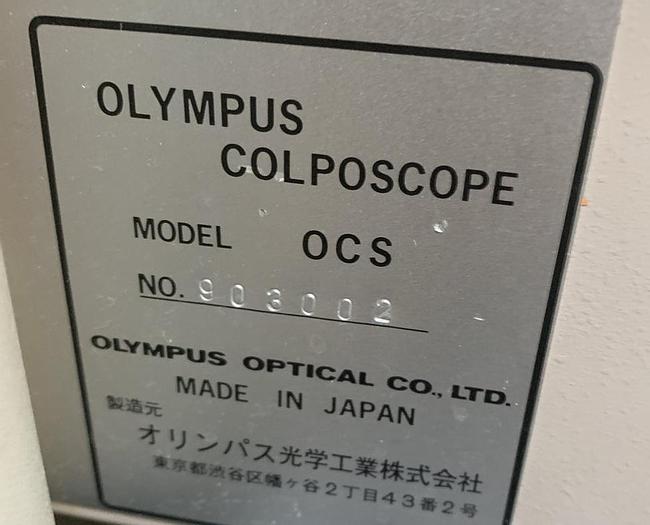 OLYMPUS
COLPOSCOPE
MODEL OCS
NO. 903002
OLYMPUS OPTICAL CO., LTD.
MADE IN JAPAN
製造元
オリンパス光学工業株式会社
東京都渋谷区幡ヶ谷2丁目43番2号